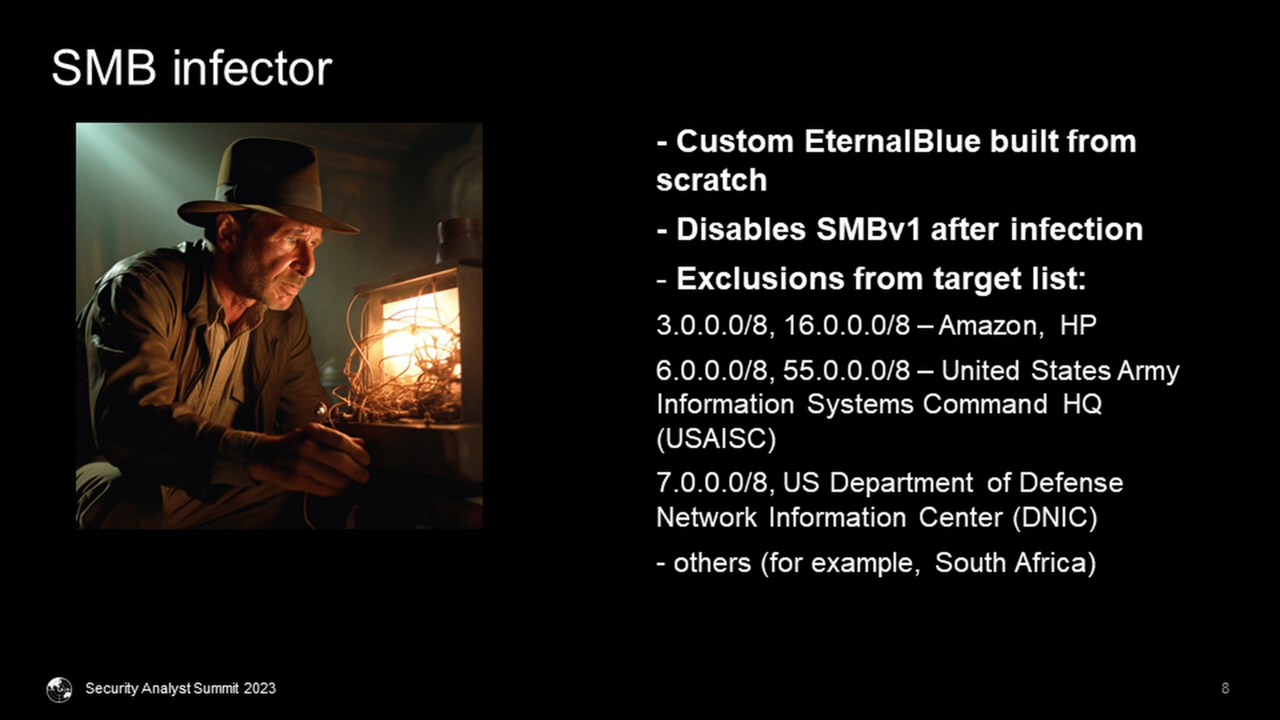 SMB infector
- Custom EternalBlue built from
scratch
- Disables SMBv1 after infection
- Exclusions from target list:
3.0.0.0/8, 16.0.0.0/8 – Amazon, HP
6.0.0.0/8, 55.0.0.0/8 – United States Army
Information Systems Command HQ
(USAISC)
7.0.0.0/8, US Department of Defense
Network Information Center (DNIC)
- others (for example, South Africa)
Security Analyst Summit 2023
8